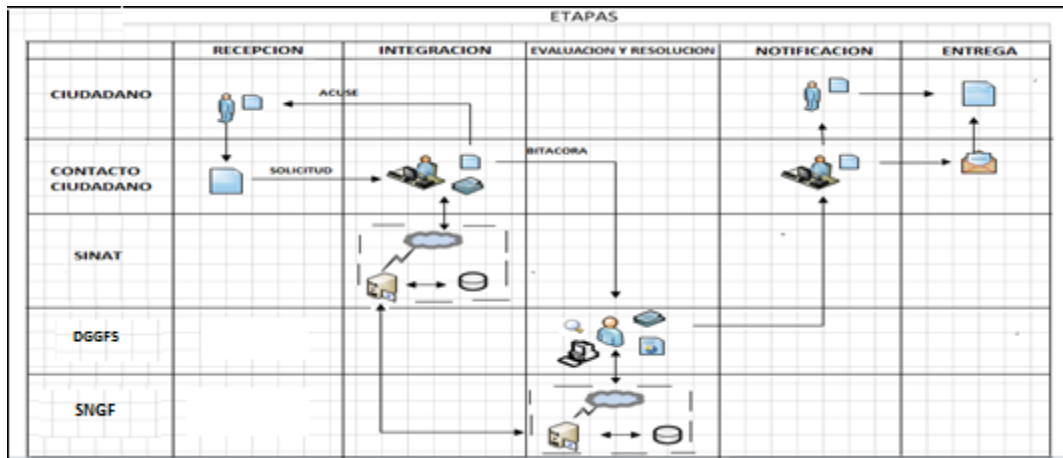 ETAPAS
RECEPCION
INTEGRACION
EVALUACION Y RESOLUCION
NOTIFICACION
ENTREGA
CIUDADANO
ACUSE
CONTACTO
CIUDADANO
SOLICITUD
BITACORA
SINAT
DGGFS
SNGF